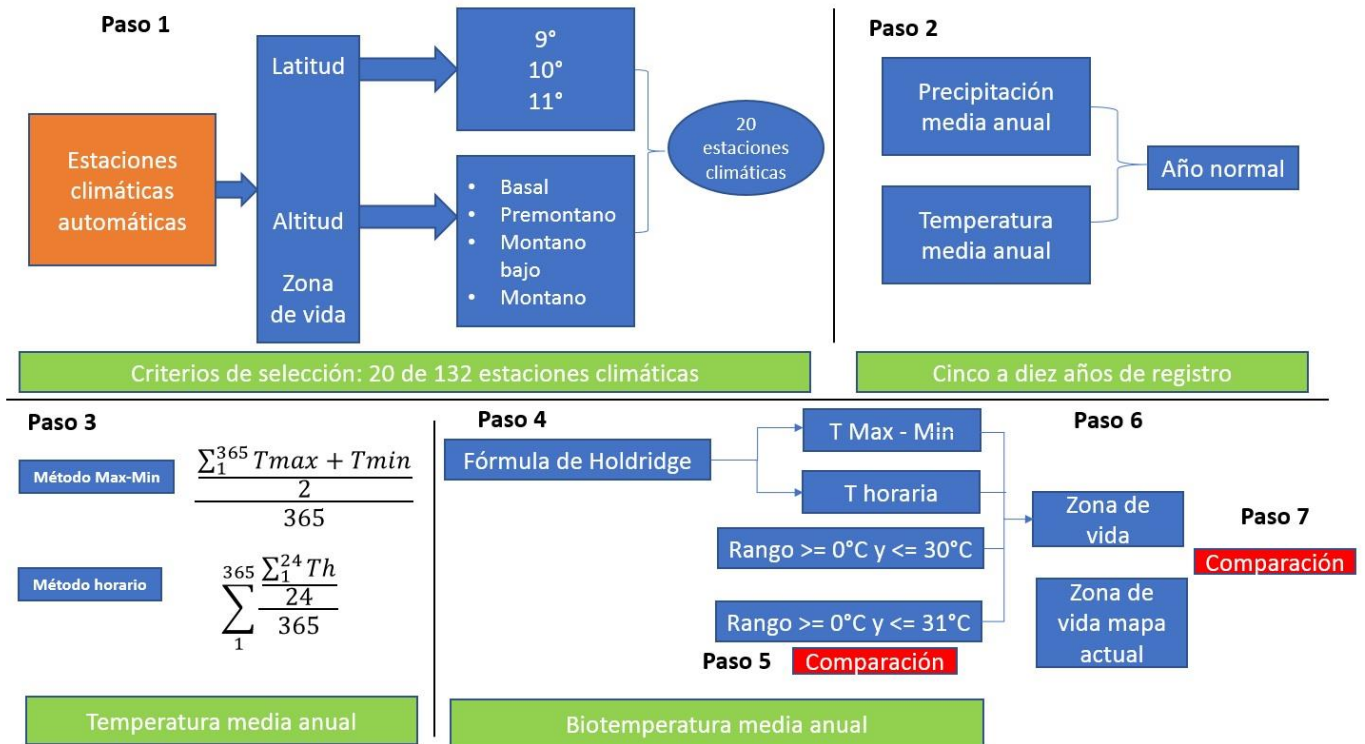 Paso 1
Estaciones
climáticas
automáticas
Latitud
Altitud
Zona
de vida
9°
10°
11°
• Basal
• Premontano
• Montano
bajo
• Montano
20
estaciones
climáticas
Criterios de selección: 20 de 132 estaciones climáticas
Paso 2
Precipitación
media anual
Temperatura
media anual
Año normal
Cinco a diez años de registro
Paso 3
Método Max-Min
∑₁³⁶⁵ Tmax + Tmin
2
365
Método horario
365
∑₁²⁴ Th
24
∑
365
1
Temperatura media anual
Paso 4
Fórmula de Holdridge
T Max - Min
T horaria
Rango >= 0°C y <= 30°C
Rango >= 0°C y <= 31°C
Paso 5
Comparación
Biotemperatura media anual
Paso 6
Zona de
vida
Zona de
vida mapa
actual
Paso 7
Comparación